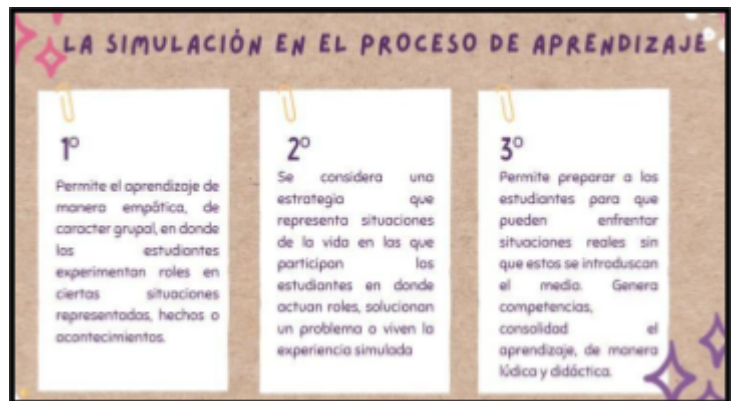 LA SIMULACIÓN EN EL PROCESO DE APRENDIZAJE
1º
Permite el aprendizaje de
manera empática, de
caracter grupal, en donde
los estudiantes
experimentan roles en
ciertas situaciones
representadas, hechos o
acontecimientos.
2º
Se considera una
estrategia que
representa situaciones
de la vida en las que
participan los
estudiantes en donde
actuan roles, solucionan
un problema o viven la
experiencia simulada
3º
Permite preparar a los
estudiantes para que
pueden enfrentar
situaciones reales sin
que estos se introduscan
el medio. Genera
competencias,
consolidad el
aprendizaje, de manera
lúdica y didáctica.